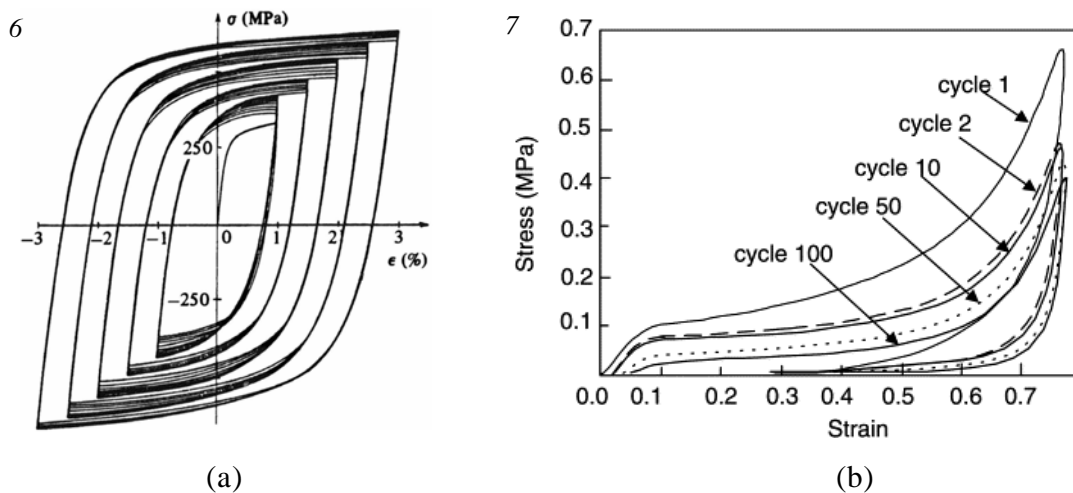 6
σ (MPa)
250
−3
−2
−1
0
1
2
3
ϵ (%)
−250
(a)
7
0.7
0.6
0.5
0.4
0.3
0.2
0.1
Stress (MPa)
cycle 1
cycle 2
cycle 10
cycle 50
cycle 100
0.0 0.1 0.2 0.3 0.4 0.5 0.6 0.7
Strain
(b)